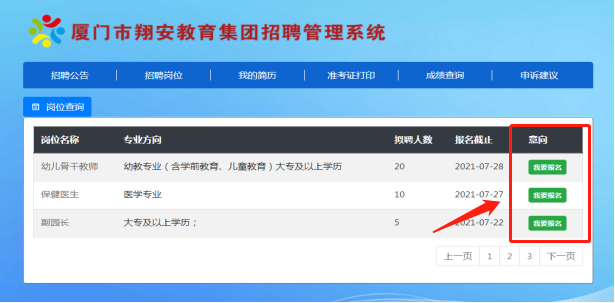 厦门市翔安教育集团招聘管理系统
招聘公告 招聘岗位 我的简历 准考证打印 成绩查询 申诉建议
岗位查询
岗位名称 专业方向 拟聘人数 报名截止 意向
幼儿骨干教师 幼教专业（含学前教育、儿童教育）大专及以上学历 20 2021-07-28 我要报名
保健医生 医学专业 10 2021-07-27 我要报名
副园长 大专及以上学历； 5 2021-07-22 我要报名
上一页 1 2 3 下一页